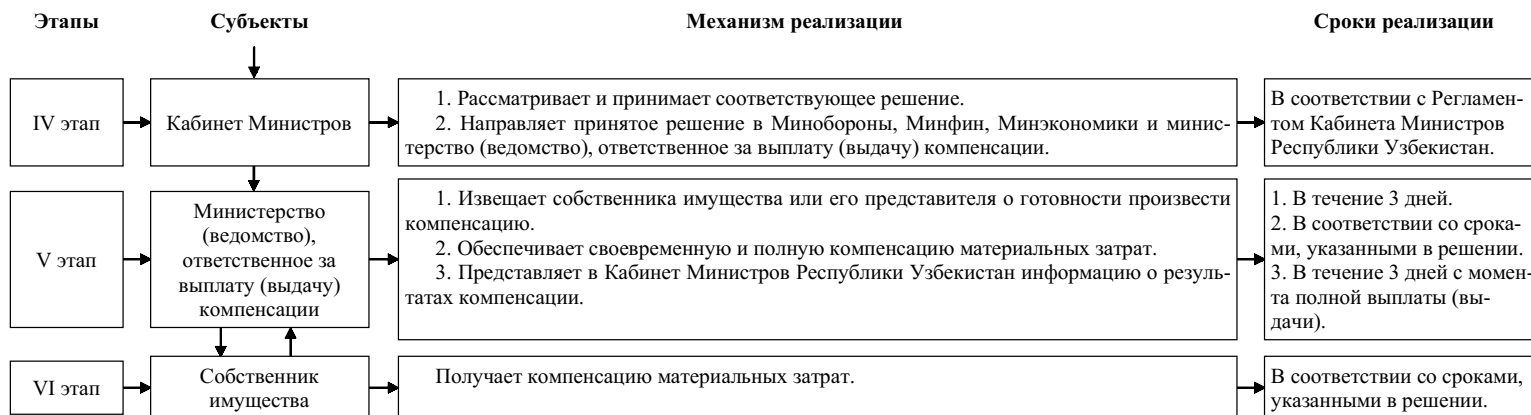 Этапы
Субъекты
Механизм реализации
Сроки реализации
IV этап
Кабинет Министров
1. Рассматривает и принимает соответствующее решение.
2. Направляет принятое решение в Минобороны, Минфин, Минэкономики и минис-
терство (ведомство), ответственное за выплату (выдачу) компенсации.
В соответствии с Регламен-
том Кабинета Министров
Республики Узбекистан.
V этап
Министерство
(ведомство),
ответственное за
выплату (выдачу)
компенсации
1. Извещает собственника имущества или его представителя о готовности произвести
компенсацию.
2. Обеспечивает своевременную и полную компенсацию материальных затрат.
3. Представляет в Кабинет Министров Республики Узбекистан информацию о резуль-
татах компенсации.
1. В течение 3 дней.
2. В соответствии со срока-
ми, указанными в решении.
3. В течение 3 дней с момен-
та полной выплаты (вы-
дачи).
VI этап
Собственник
имущества
Получает компенсацию материальных затрат.
В соответствии со сроками,
указанными в решении.